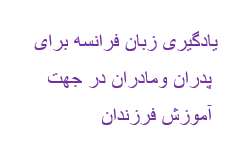 یادگیری زبان فرانسه برای
پدران ومادران در جهت
آموزش فرزندان